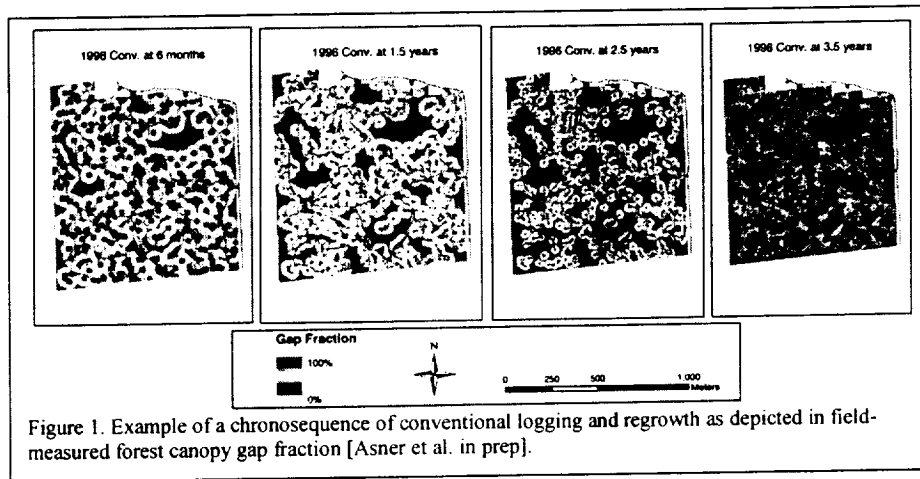 1996 Conv. at 6 months
1996 Conv. at 1.5 years
1996 Conv. at 2.5 years
1996 Conv. at 3.5 years
Gap Fraction
100%
0%
N
0 250 500 1.000
Meters
Figure 1. Example of a chronosequence of conventional logging and regrowth as depicted in field-
measured forest canopy gap fraction [Asner et al. in prep].